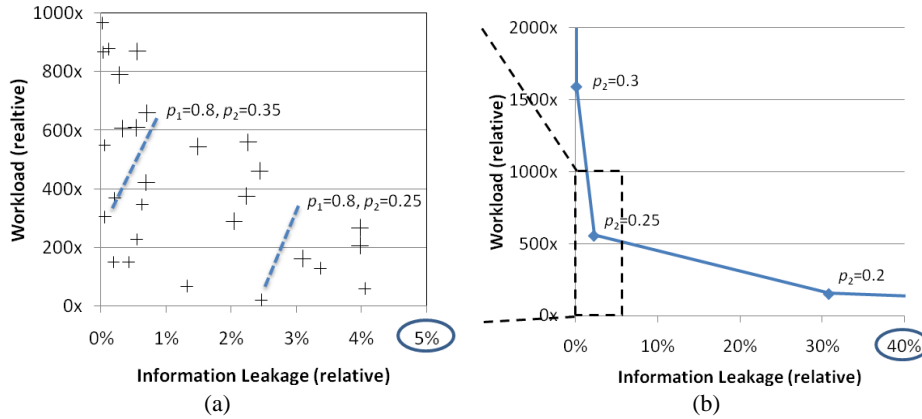 1000x
800x
600x
400x
200x
0x
Workload (realtive)
p₁=0.8, p₂=0.35
p₁=0.8, p₂=0.25
0%
1%
2%
3%
4%
5%
Information Leakage (relative)
(a)
2000x
1500x
1000x
500x
0x
Workload (relative)
p₂=0.3
p₂=0.25
p₂=0.2
0%
10%
20%
30%
40%
Information Leakage (relative)
(b)